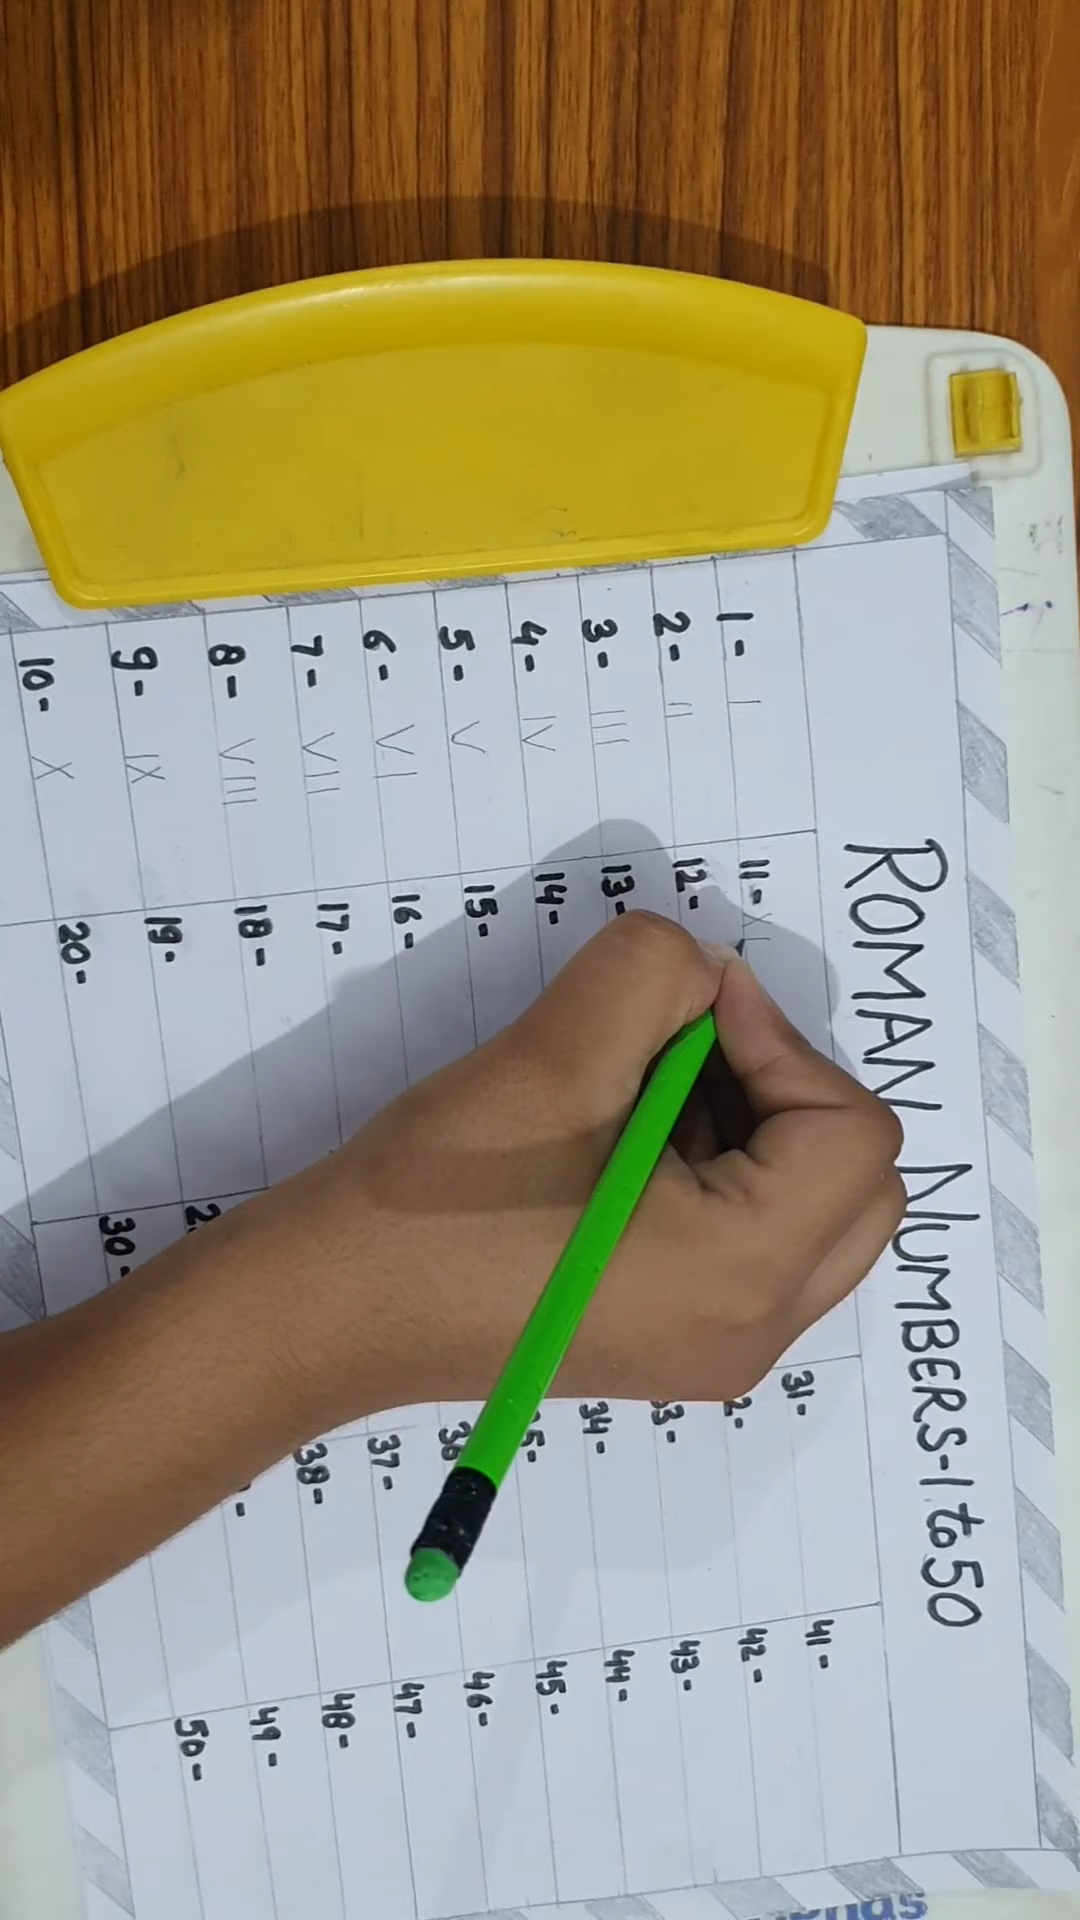 ROMAN NUMBERS-1 to 50
1- I
2- II
3- III
4- IV
5- V
6- VI
7- VII
8- VIII
9- IX
10- X
11- XI
12-
13-
14-
15-
16-
17-
18-
19-
20-
30-
31-
34-
37-
38-
41-
42-
43-
44-
45-
46-
47-
48-
49-
50-